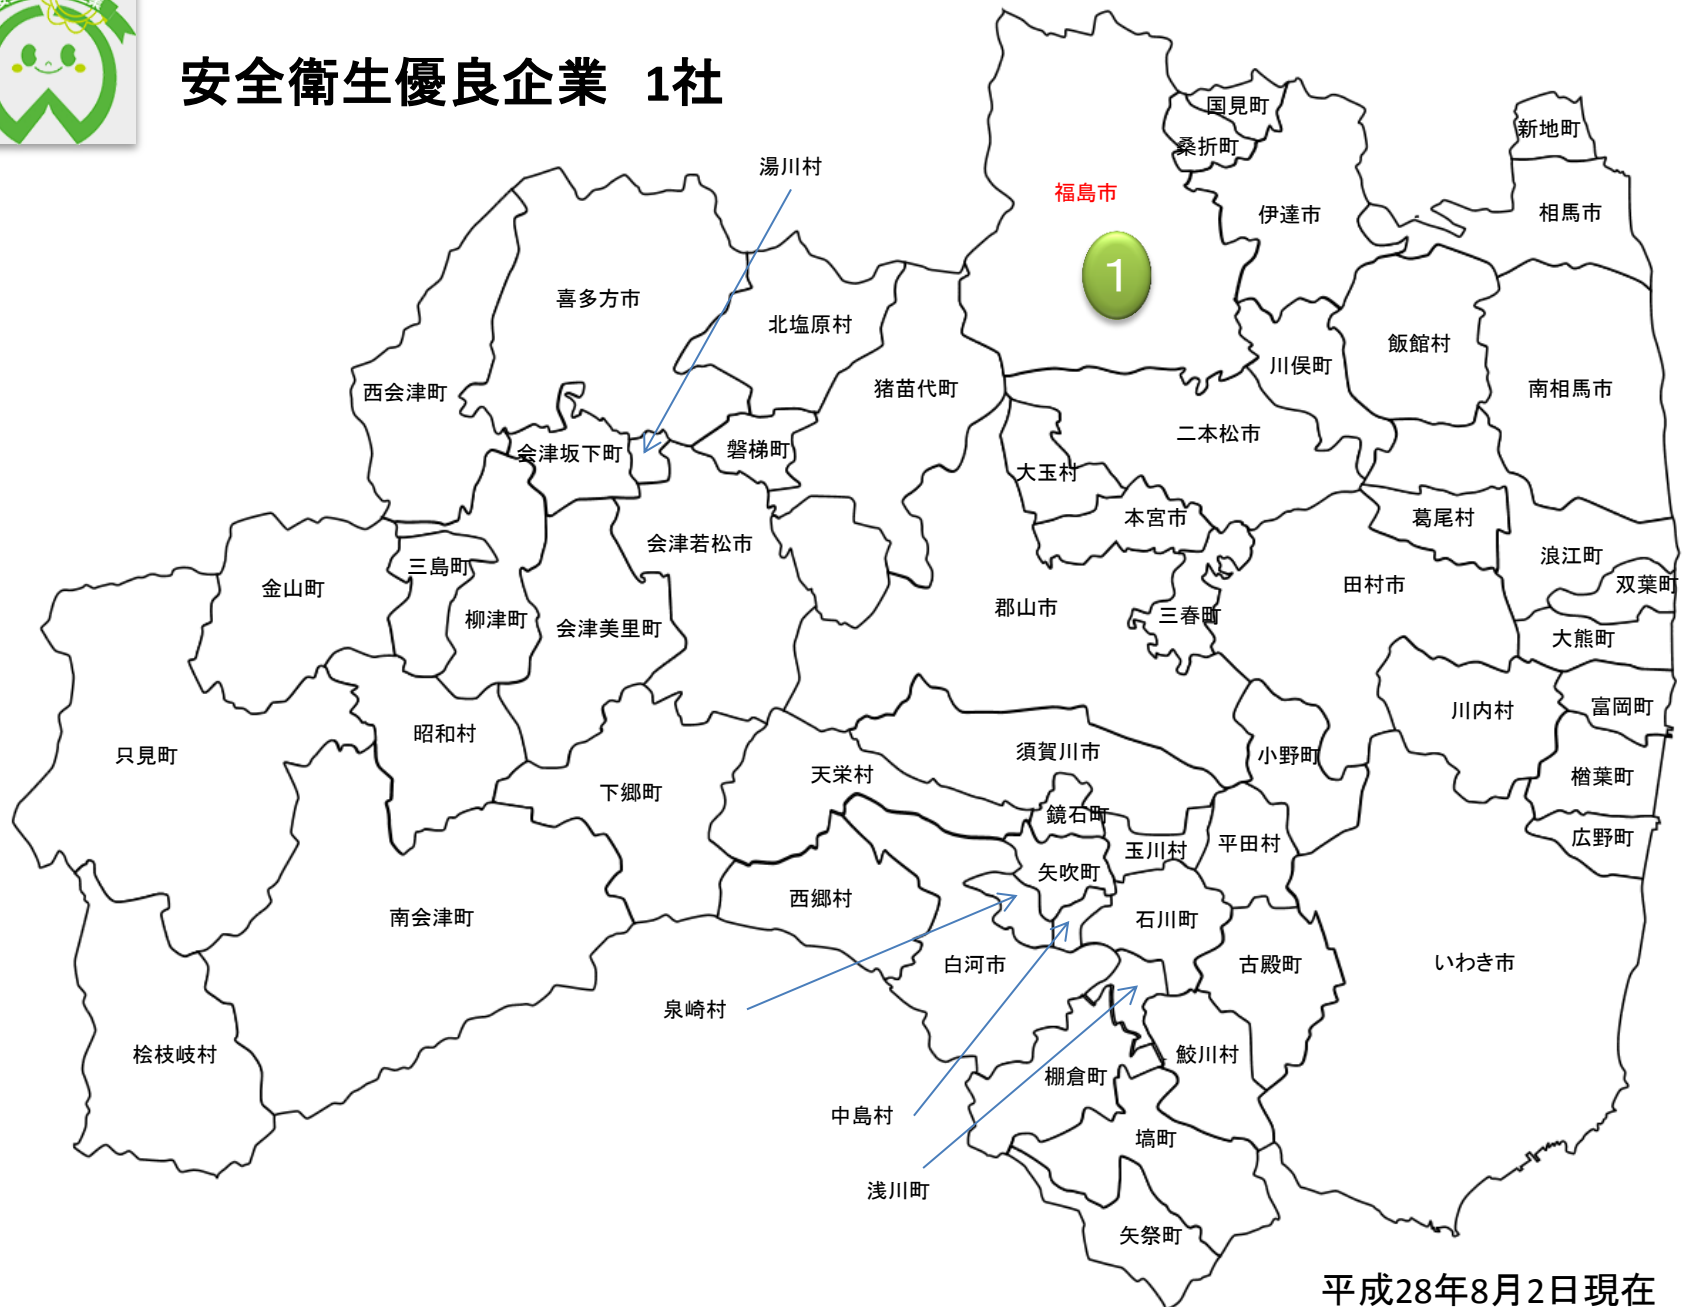 安全衛生優良企業 1社
国見町
新地町
桑折町
湯川村
福島市
伊達市
相馬市
1
喜多方市
北塩原村
飯館村
川俣町
西会津町
猪苗代町
南相馬市
二本松市
会津坂下町
磐梯町
大玉村
本宮市
葛尾村
会津若松市
浪江町
三島町
金山町
田村市
双葉町
郡山市
三春町
柳津町
会津美里町
大熊町
川内村
富岡町
昭和村
須賀川市
只見町
小野町
天栄村
楢葉町
下郷町
鏡石町
広野町
平田村
玉川村
矢吹町
西郷村
南会津町
石川町
白河市
古殿町
いわき市
泉崎村
桧枝岐村
鮫川村
棚倉町
中島村
塙町
浅川町
矢祭町
平成28年8月2日現在